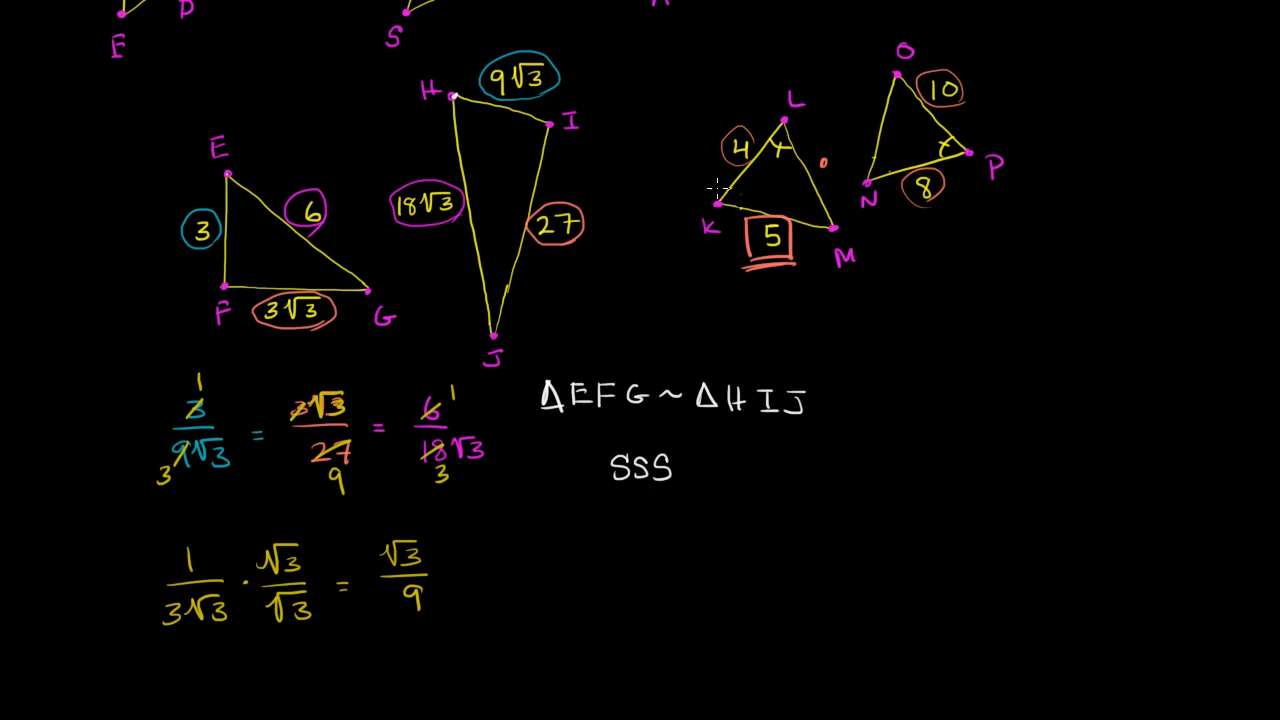 F D S A
H 9√3 I
E 3 6 F 3√3 G
18√3 27 J
L 4 K 5 M
O 10 P 8 N
1
3/9√3 = 3√3/27 = 6/18√3 1
3 9 3
ΔEFG ~ ΔHIJ
SSS
1/3√3 · √3/√3 = √3/9